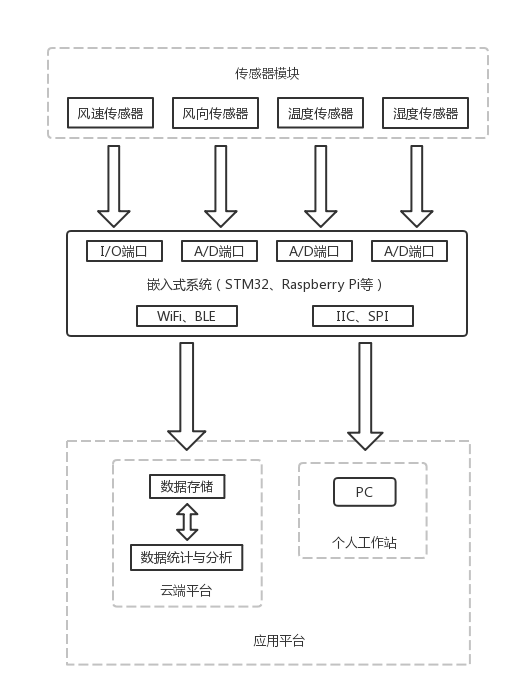 传感器模块
风速传感器
风向传感器
温度传感器
湿度传感器
I/O端口
A/D端口
A/D端口
A/D端口
嵌入式系统（STM32、Raspberry Pi等）
WiFi、BLE
IIC、SPI
数据存储
数据统计与分析
云端平台
PC
个人工作站
应用平台